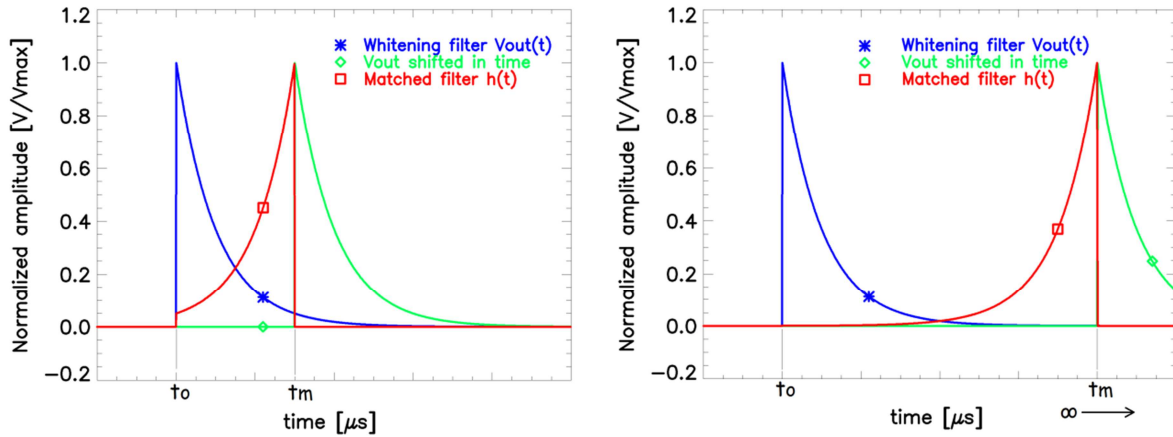 Normalized amplitude [V/Vmax]
1.2
1.0
0.8
0.6
0.4
0.2
0.0
−0.2
Whitening filter Vout(t)
Vout shifted in time
Matched filter h(t)
to
tm
time [μs]
Normalized amplitude [V/Vmax]
1.2
1.0
0.8
0.6
0.4
0.2
0.0
−0.2
Whitening filter Vout(t)
Vout shifted in time
Matched filter h(t)
to
tm
time [μs]
∞ →